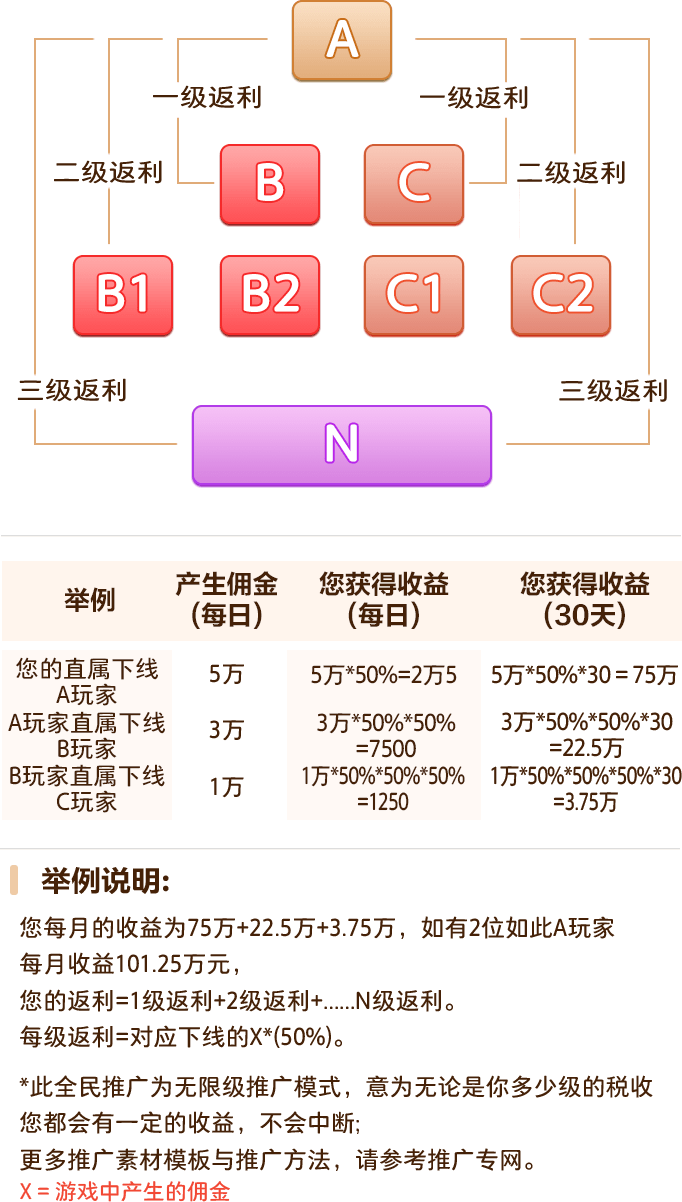 A
一级返利 一级返利
二级返利 B C 二级返利
B1 B2 C1 C2
三级返利 三级返利
N
举例 产生佣金 (每日) 您获得收益 (每日) 您获得收益 (30天)
您的直属下线 A玩家 5万 5万*50%=2万5 5万*50%*30=75万
A玩家直属下线 B玩家 3万 3万*50%*50% =7500 3万*50%*50%*30 =22.5万
B玩家直属下线 C玩家 1万 1万*50%*50%*50% =1250 1万*50%*50%*50%*30 =3.75万
举例说明:
您每月的收益为75万+22.5万+3.75万，如有2位如此A玩家
每月收益101.25万元，
您的返利=1级返利+2级返利+......N级返利。
每级返利=对应下线的X*(50%)。
*此全民推广为无限级推广模式，意为无论是你多少级的税收
您都会有一定的收益，不会中断;
更多推广素材模板与推广方法，请参考推广专网。
X = 游戏中产生的佣金